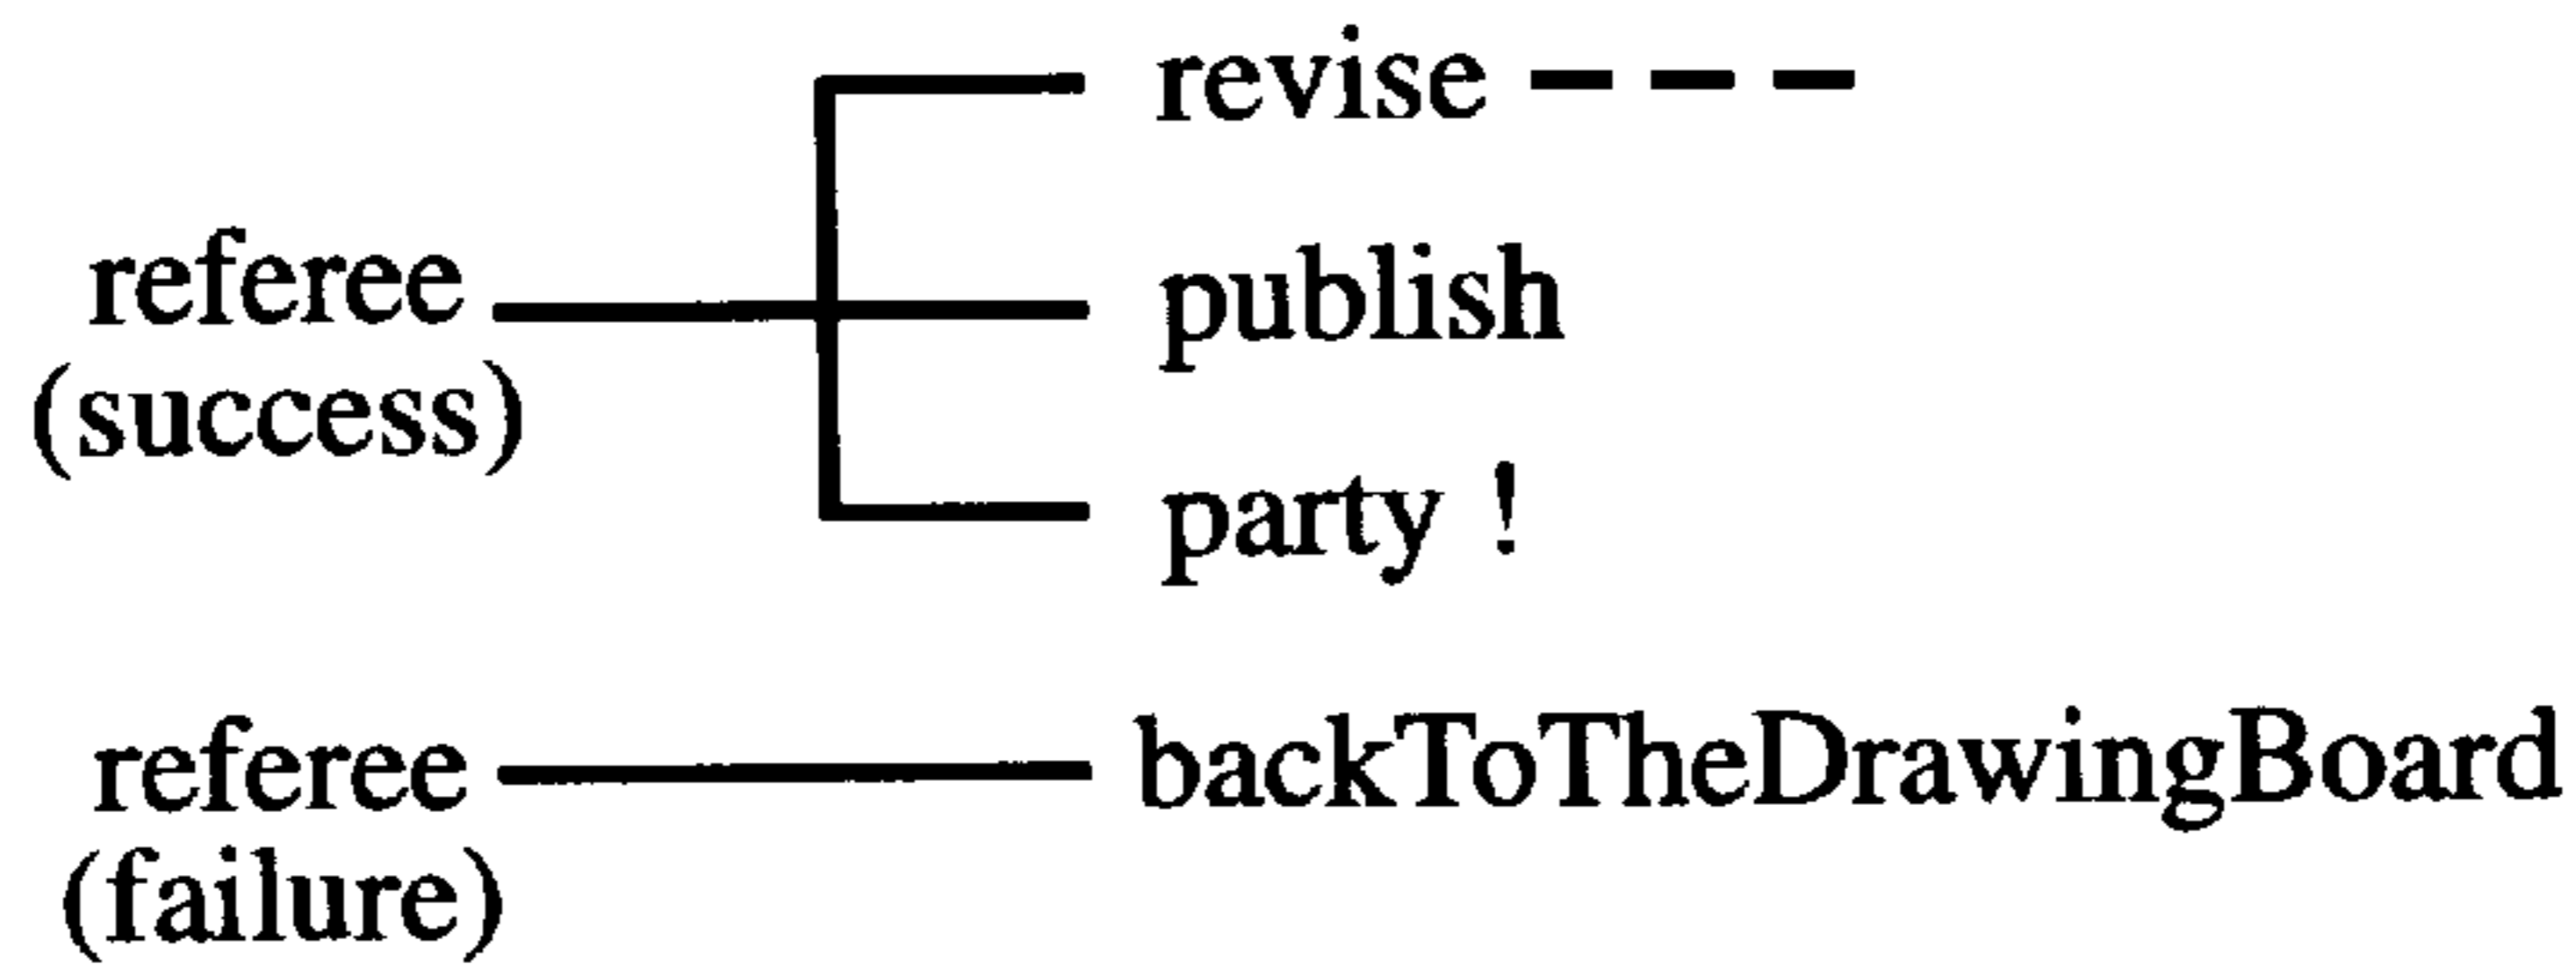 revise
referee
(success)
publish
party !
referee
(failure)
backToTheDrawingBoard